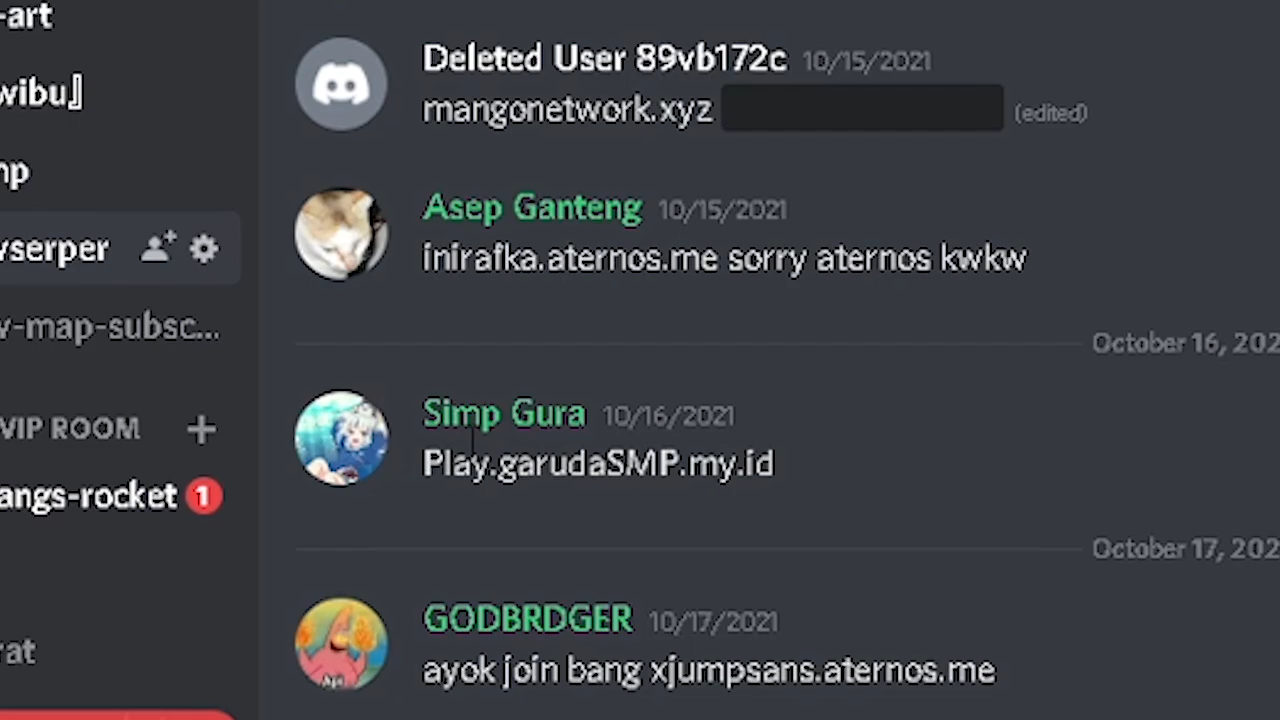 -art
wibu』
mp
vserper
v-map-subsc...
VIP ROOM
angs-rocket 1
rat
Deleted User 89vb172c 10/15/2021
mangonetwork.xyz (edited)
Asep Ganteng 10/15/2021
inirafka.aternos.me sorry aternos kwkw
October 16, 202
Simp Gura 10/16/2021
Play.garudaSMP.my.id
October 17, 202
GODBRDGER 10/17/2021
ayok join bang xjumpsans.aternos.me